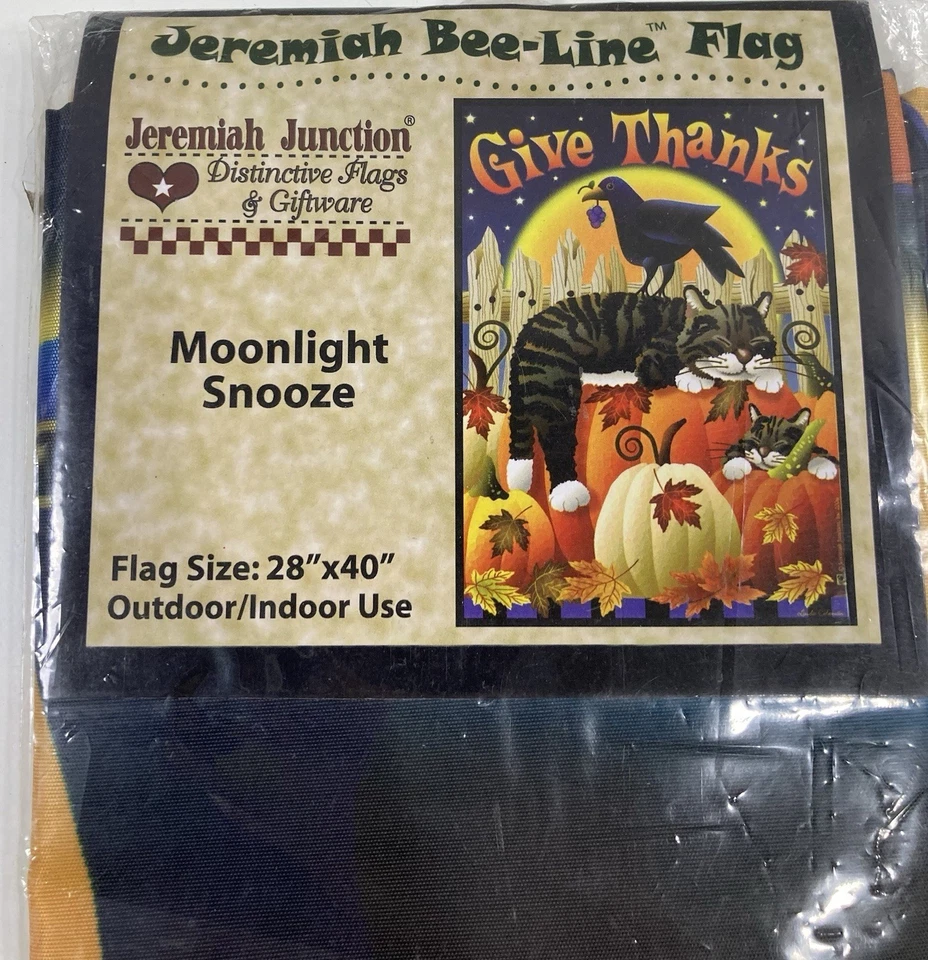 Jeremiah Bee-Line™ Flag
Jeremiah Junction®
Distinctive Flags
& Giftware
Moonlight
Snooze
Flag Size: 28”x40”
Outdoor/Indoor Use
Give Thanks